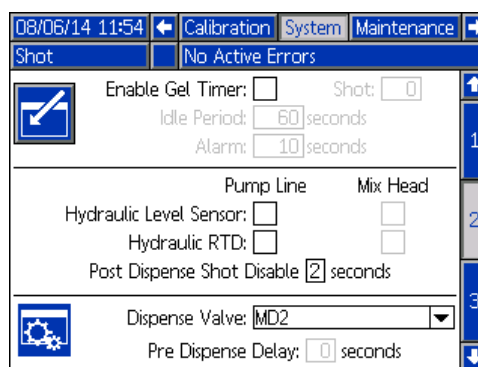 08/06/14 11:54 Calibration System Maintenance
Shot No Active Errors
Enable Gel Timer: Shot: 0
Idle Period: 60 seconds
Alarm: 10 seconds
1
Pump Line Mix Head
Hydraulic Level Sensor:
2
Hydraulic RTD:
Post Dispense Shot Disable 2 seconds
3
Dispense Valve: MD2
Pre Dispense Delay: 0 seconds